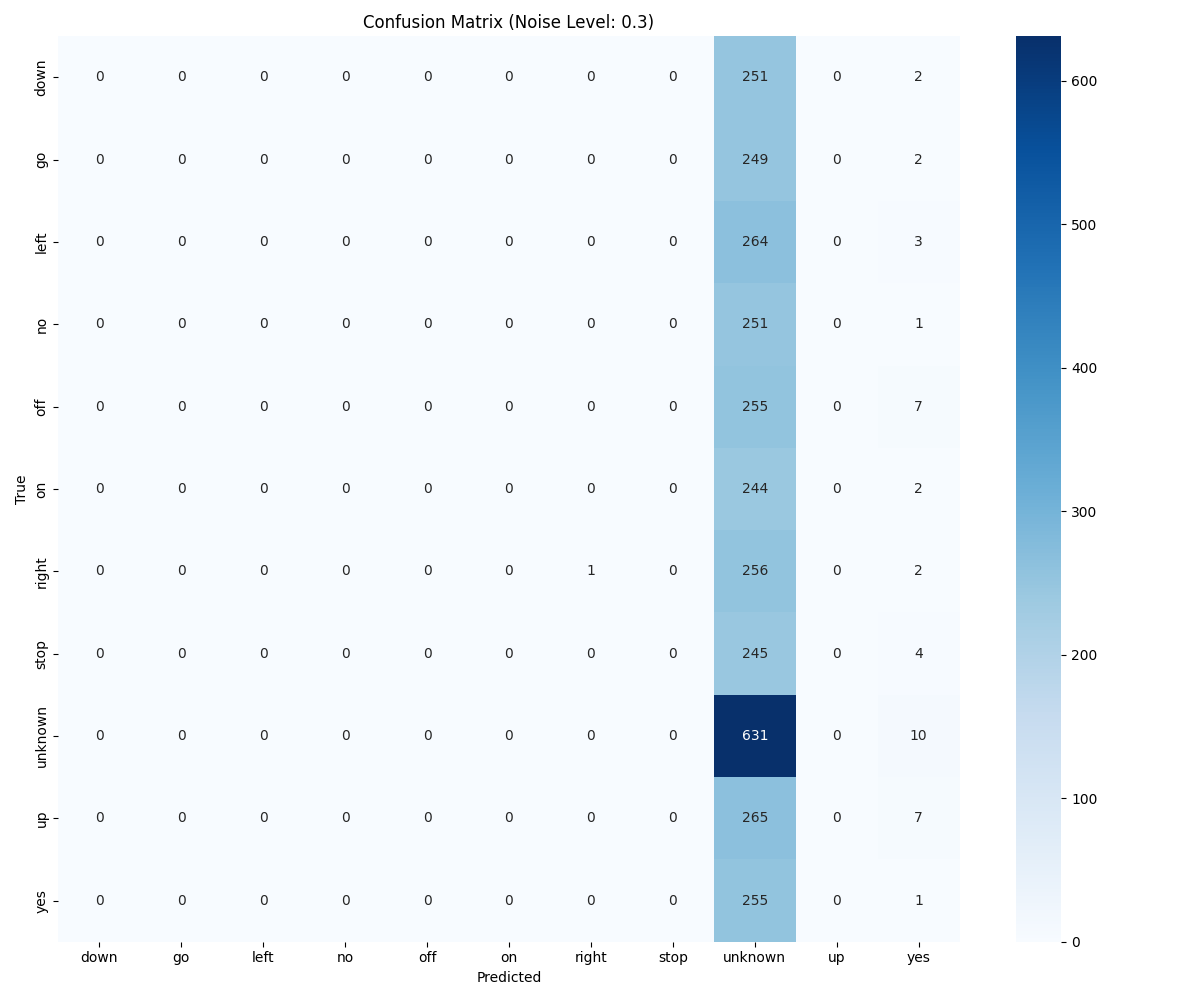 Confusion Matrix (Noise Level: 0.3)
down 0 0 0 0 0 0 0 0 251 0 2
go 0 0 0 0 0 0 0 0 249 0 2
left 0 0 0 0 0 0 0 0 264 0 3
no 0 0 0 0 0 0 0 0 251 0 1
off 0 0 0 0 0 0 0 0 255 0 7
on 0 0 0 0 0 0 0 0 244 0 2
right 0 0 0 0 0 0 1 0 256 0 2
stop 0 0 0 0 0 0 0 0 245 0 4
unknown 0 0 0 0 0 0 0 0 631 0 10
up 0 0 0 0 0 0 0 0 265 0 7
yes 0 0 0 0 0 0 0 0 255 0 1
True
down go left no off on right stop unknown up yes
Predicted
600
500
400
300
200
100
0